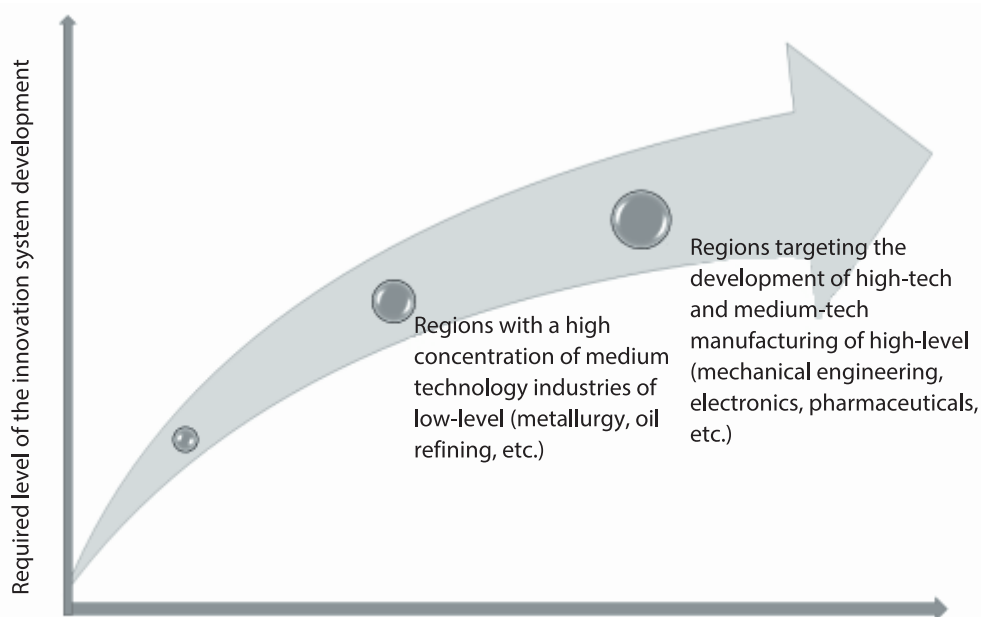 Required level of the innovation system development
Regions with a high
concentration of medium
technology industries of
low-level (metallurgy, oil
refining, etc.)
Regions targeting the
development of high-tech
and medium-tech
manufacturing of high-level
(mechanical engineering,
electronics, pharmaceuticals,
etc.)